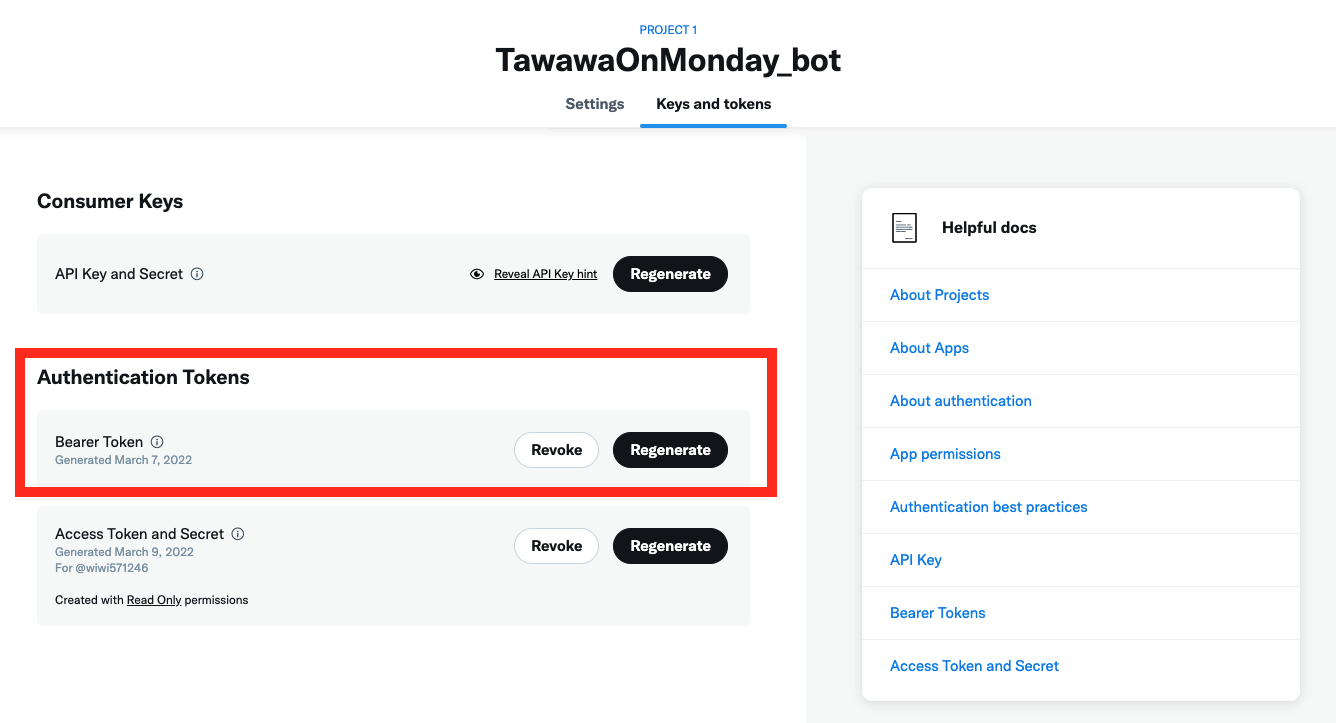 PROJECT 1
TawawaOnMonday_bot
Settings
Keys and tokens
Consumer Keys
API Key and Secret
Reveal API Key hint
Regenerate
Authentication Tokens
Bearer Token
Generated March 7, 2022
Revoke
Regenerate
Access Token and Secret
Generated March 9, 2022
For @wiwi571246
Created with Read Only permissions
Revoke
Regenerate
Helpful docs
About Projects
About Apps
About authentication
App permissions
Authentication best practices
API Key
Bearer Tokens
Access Token and Secret